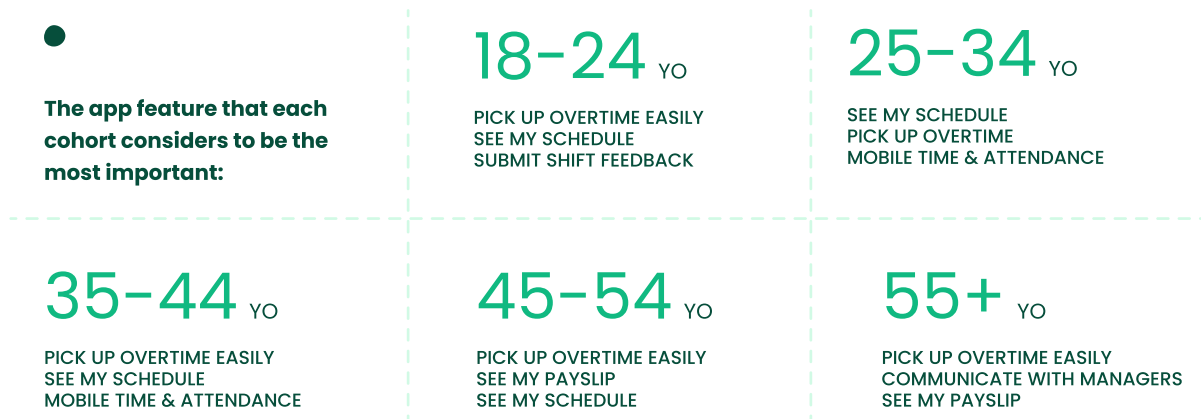 The app feature that each
cohort considers to be the
most important:
18-24 YO
PICK UP OVERTIME EASILY
SEE MY SCHEDULE
SUBMIT SHIFT FEEDBACK
25-34 YO
SEE MY SCHEDULE
PICK UP OVERTIME
MOBILE TIME & ATTENDANCE
35-44 YO
PICK UP OVERTIME EASILY
SEE MY SCHEDULE
MOBILE TIME & ATTENDANCE
45-54 YO
PICK UP OVERTIME EASILY
SEE MY PAYSLIP
SEE MY SCHEDULE
55+ YO
PICK UP OVERTIME EASILY
COMMUNICATE WITH MANAGERS
SEE MY PAYSLIP